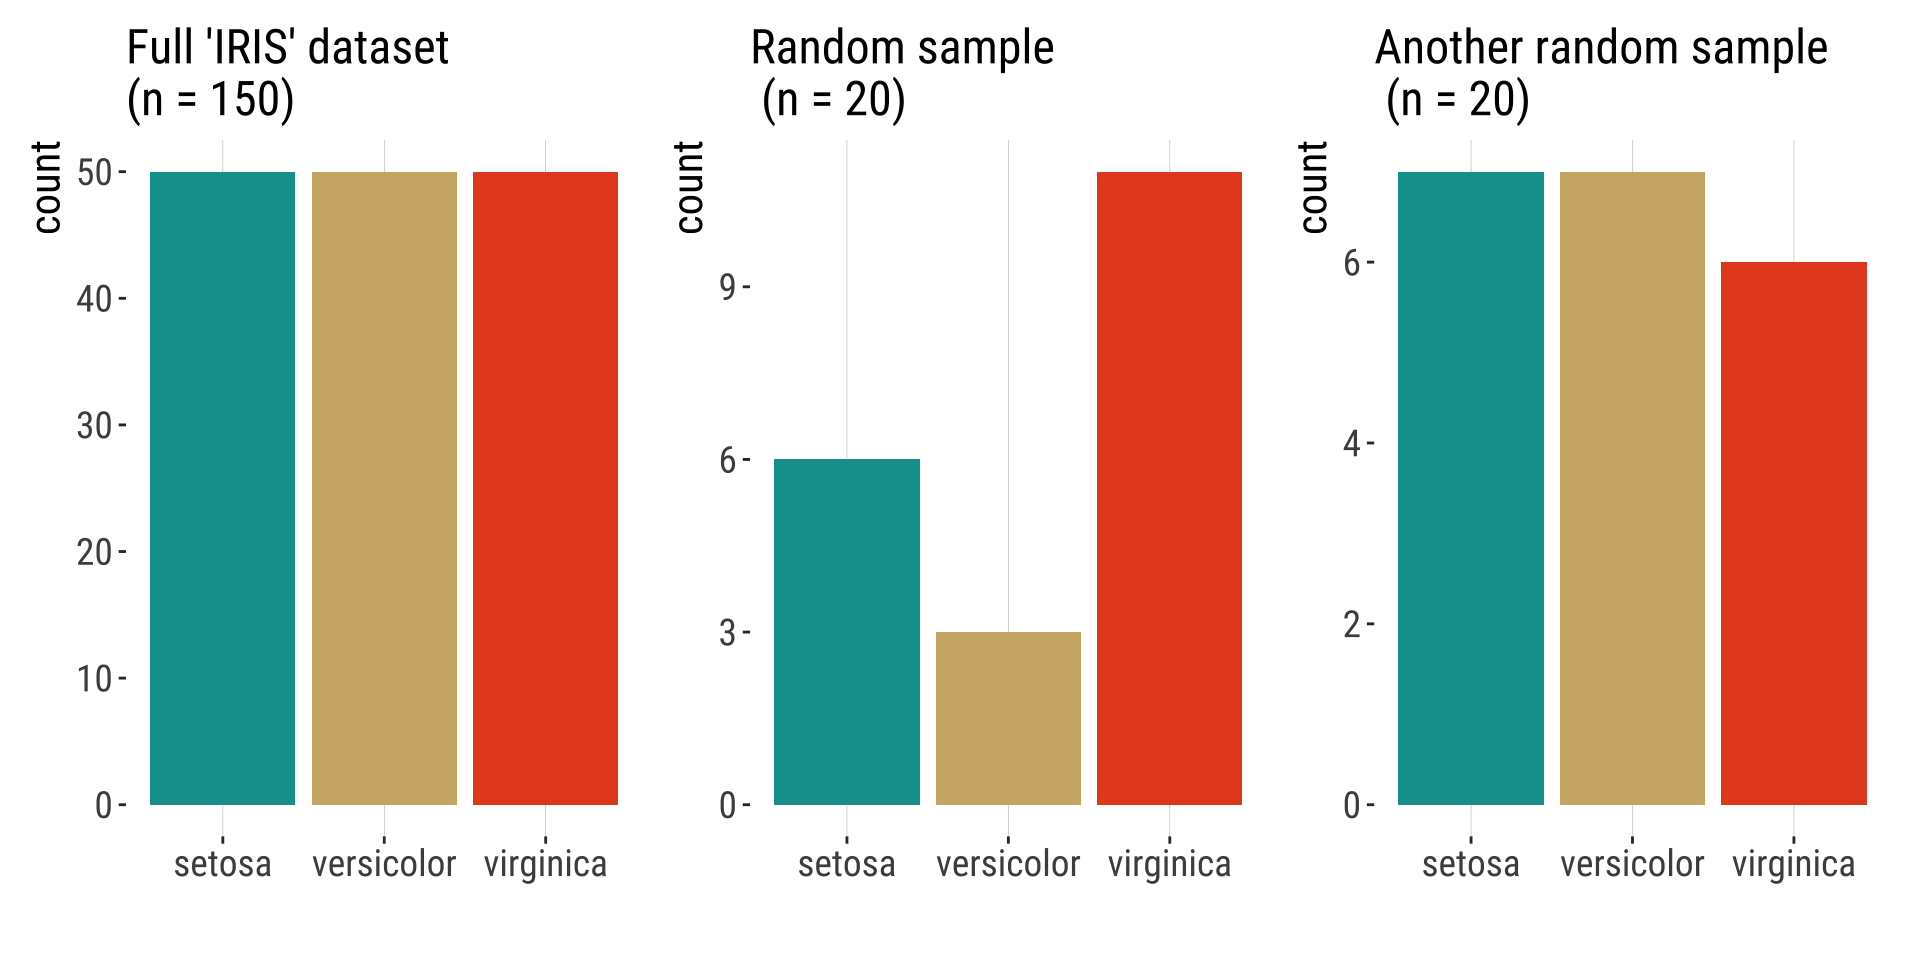 Full 'IRIS' dataset
(n = 150)
count
50
40
30
20
10
0
setosa versicolor virginica
Random sample
(n = 20)
count
9
6
3
0
setosa versicolor virginica
Another random sample
(n = 20)
count
6
4
2
0
setosa versicolor virginica